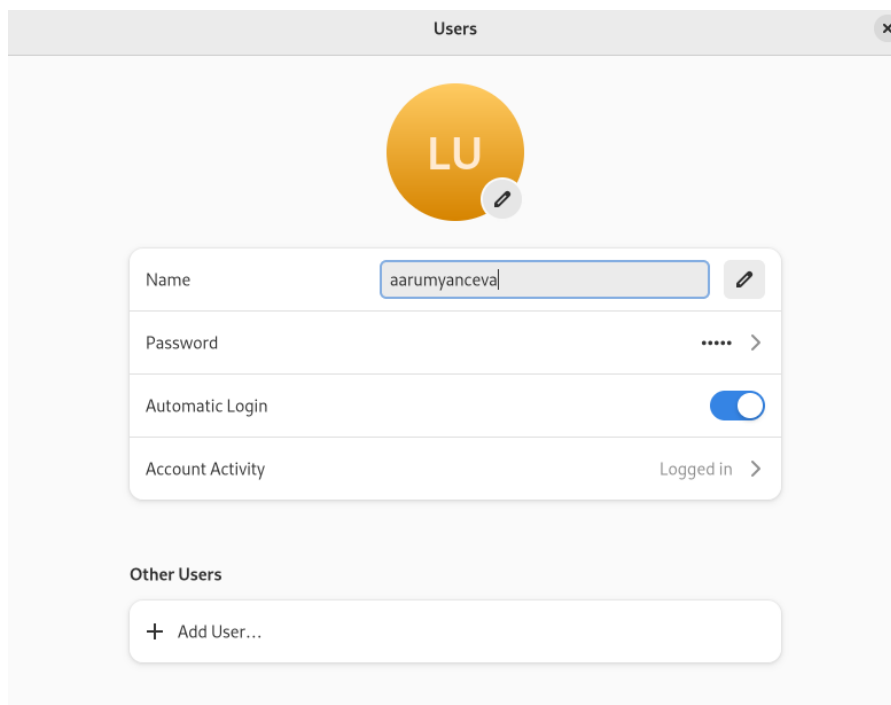 Users
LU
Name aarumyanceva
Password •••••
Automatic Login
Account Activity Logged in
Other Users
+ Add User...